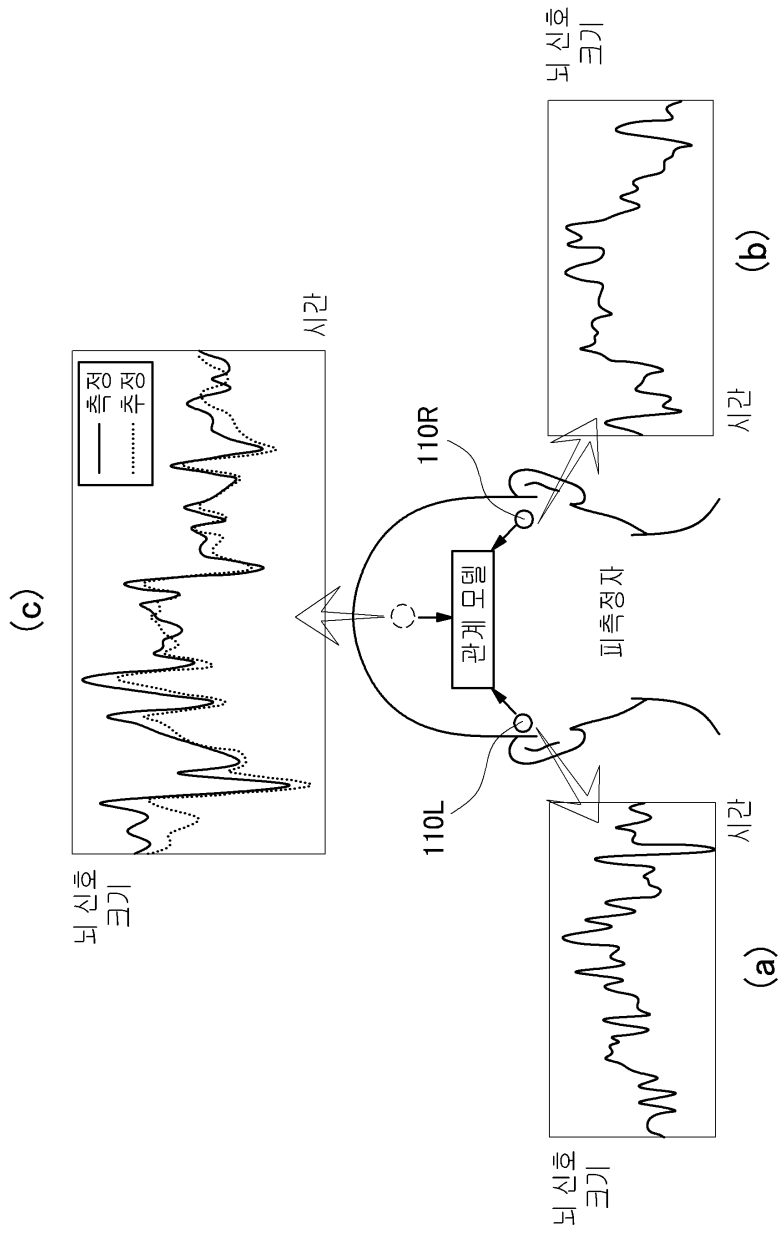 (c)
뇌 신호
크기
측정
추정
시간
110L
110R
관계 모델
피측정자
뇌 신호
크기
시간
(a)
뇌 신호
크기
시간
(b)